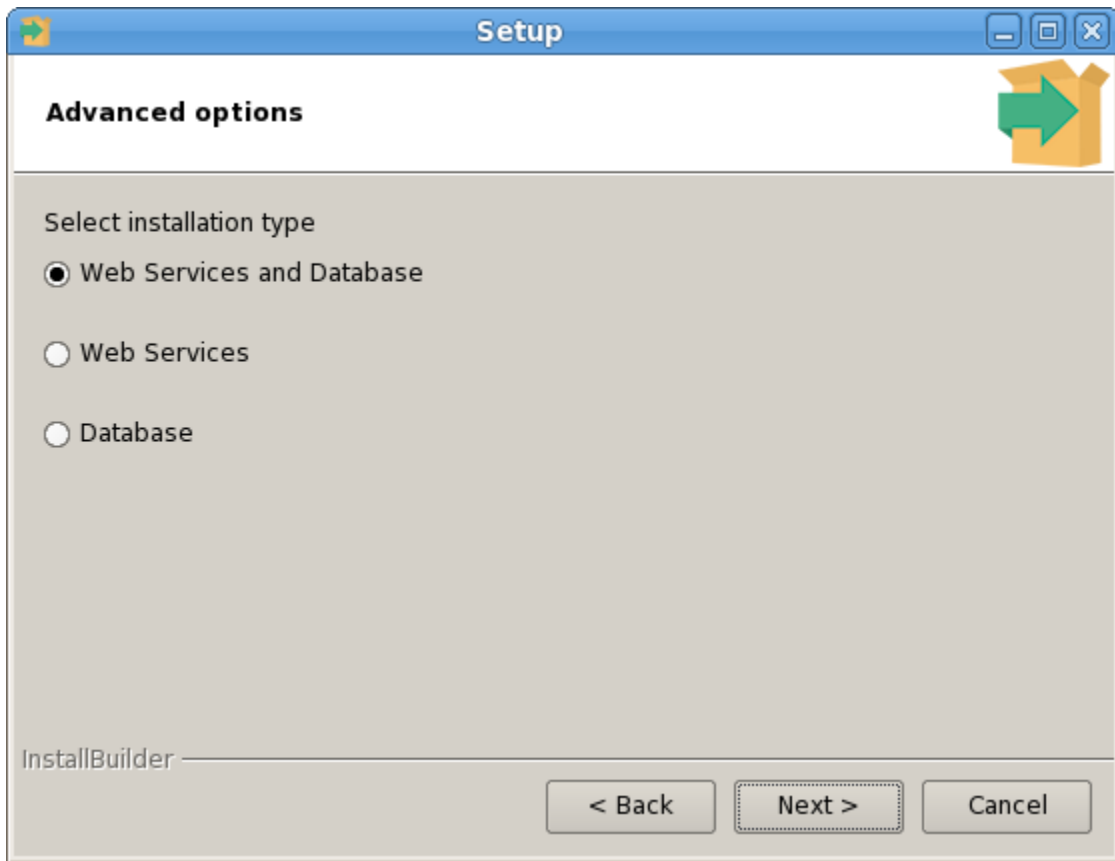 Setup
Advanced options
Select installation type
Web Services and Database
Web Services
Database
InstallBuilder
< Back
Next >
Cancel